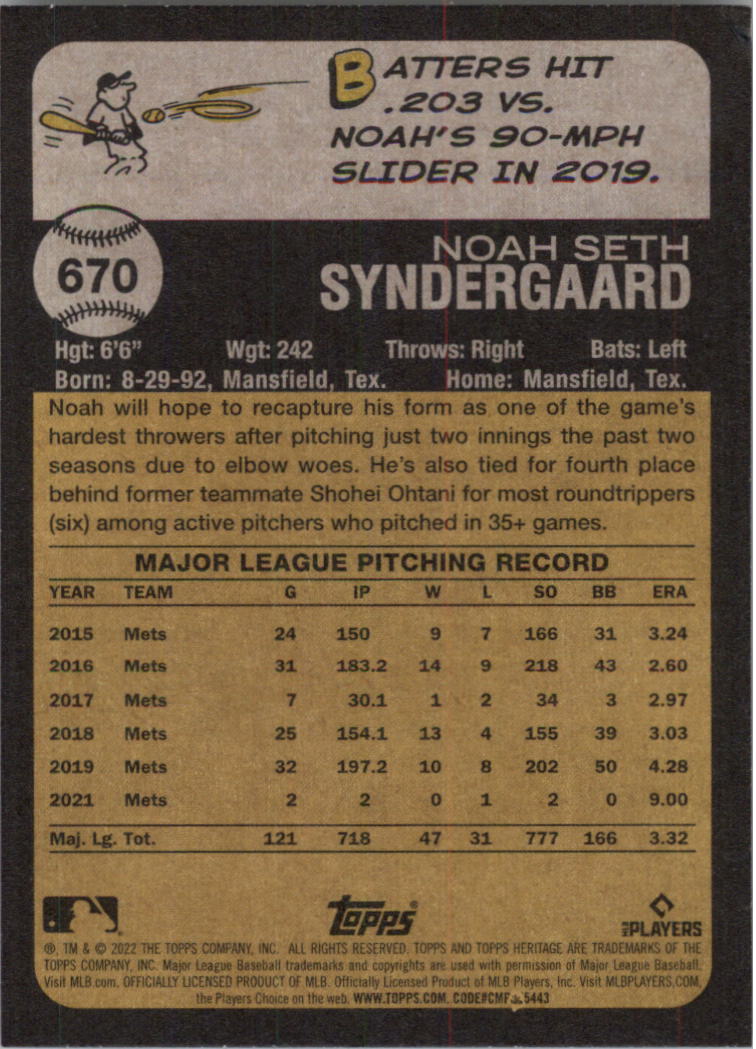 BATTERS HIT
.203 VS.
NOAH'S 90-MPH
SLIDER IN 2019.
670
NOAH SETH
SYNDERGAARD
Hgt: 6'6" Wgt: 242 Throws: Right Bats: Left
Born: 8-29-92, Mansfield, Tex. Home: Mansfield, Tex.
Noah will hope to recapture his form as one of the game's
hardest throwers after pitching just two innings the past two
seasons due to elbow woes. He's also tied for fourth place
behind former teammate Shohei Ohtani for most roundtrippers
(six) among active pitchers who pitched in 35+ games.
MAJOR LEAGUE PITCHING RECORD
YEAR TEAM G IP W L SO BB ERA
2015 Mets 24 150 9 7 166 31 3.24
2016 Mets 31 183.2 14 9 218 43 2.60
2017 Mets 7 30.1 1 2 34 3 2.97
2018 Mets 25 154.1 13 4 155 39 3.03
2019 Mets 32 197.2 10 8 202 50 4.28
2021 Mets 2 2 0 1 2 0 9.00
Maj. Lg. Tot. 121 718 47 31 777 166 3.32
Topps®
MLB PLAYERS
®, TM & © 2022 THE TOPPS COMPANY, INC. ALL RIGHTS RESERVED. TOPPS AND TOPPS HERITAGE ARE TRADEMARKS OF THE
TOPPS COMPANY, INC. Major League Baseball trademarks and copyrights are used with permission of Major League Baseball.
Visit MLB.com. OFFICIALLY LICENSED PRODUCT OF MLB. Officially Licensed Product of MLB Players, Inc. Visit MLBPLAYERS.COM,
the Players Choice on the web. WWW.TOPPS.COM. CODE#CMP 5443